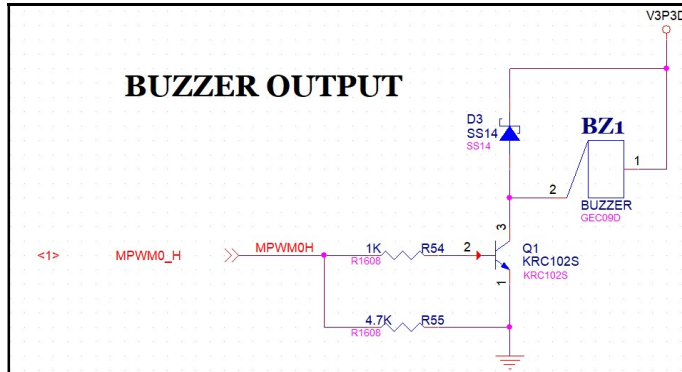 V3P3D
BUZZER OUTPUT
D3
SS14
SS14
BZ1
1
2
BUZZER
GEC09D
3
<1>
MPWM0_H
MPWM0H
1K
R54
R1608
2
Q1
KRC102S
KRC102S
1
4.7K
R55
R1608